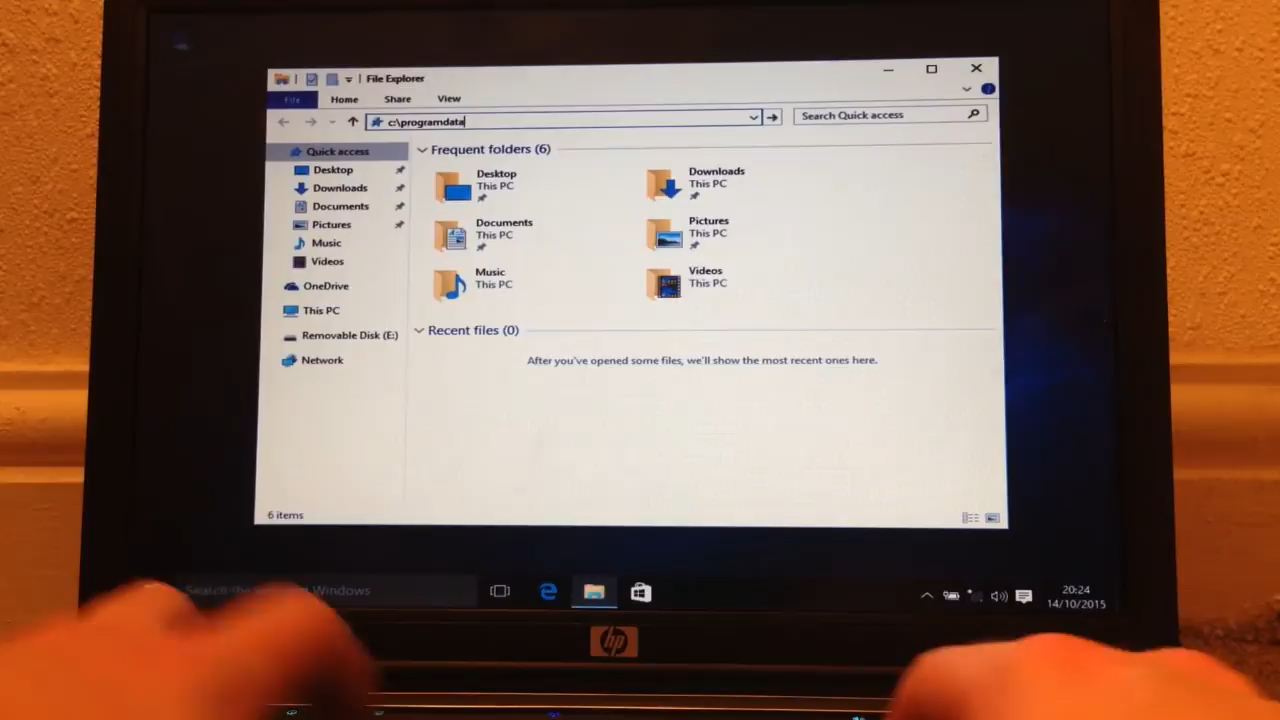 File Explorer
File Home Share View
c:\programdata
Search Quick access
Quick access
Desktop
Downloads
Documents
Pictures
Music
Videos
OneDrive
This PC
Removable Disk (E:)
Network
Frequent folders (6)
Desktop
This PC
Downloads
This PC
Documents
This PC
Pictures
This PC
Music
This PC
Videos
This PC
Recent files (0)
After you've opened some files, we'll show the most recent ones here.
6 items
Search the Windows
20:24
14/10/2015
hp